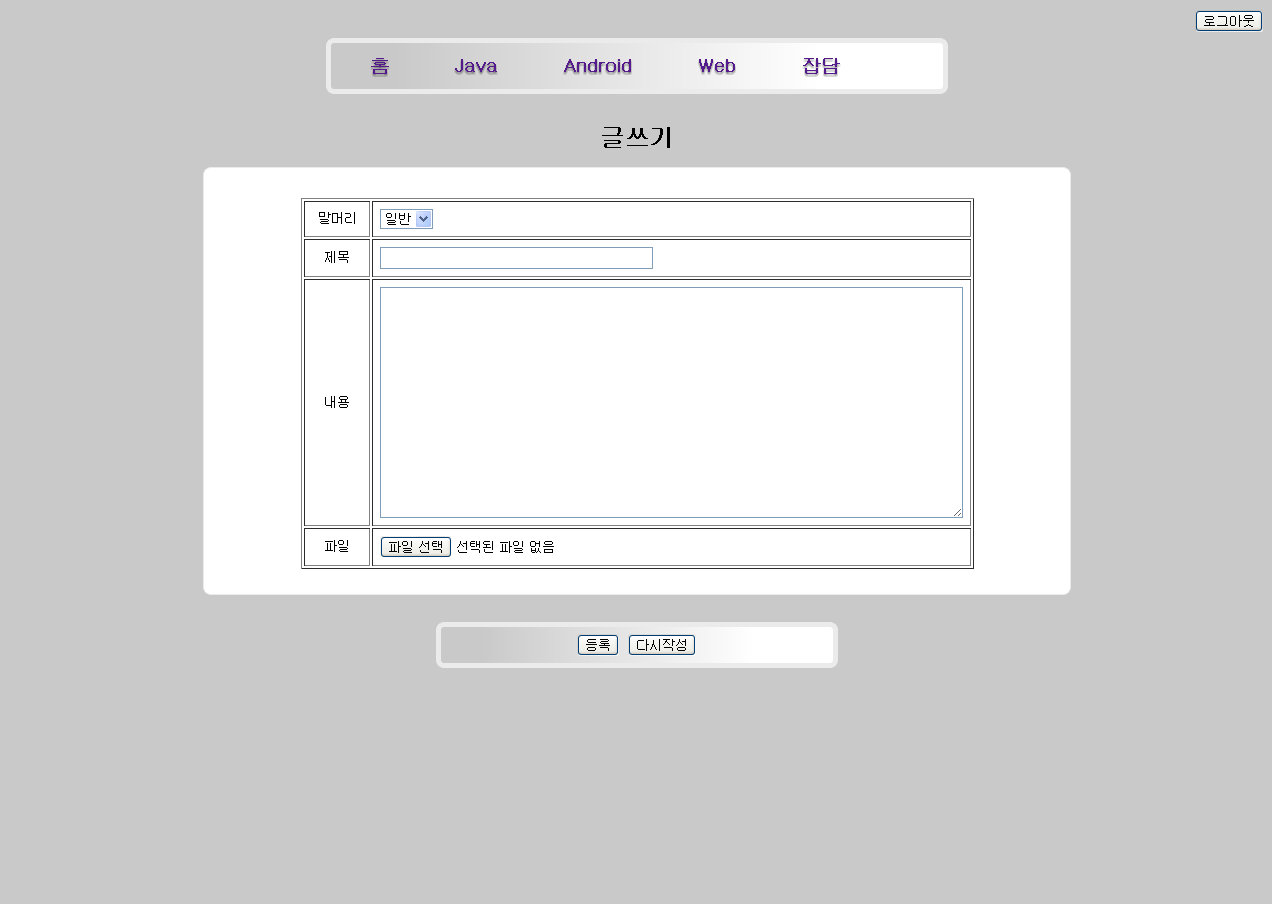 로그아웃
홈 Java Android Web 잡담
글쓰기
말머리 일반
제목
내용
파일 파일 선택 선택된 파일 없음
등록 다시작성